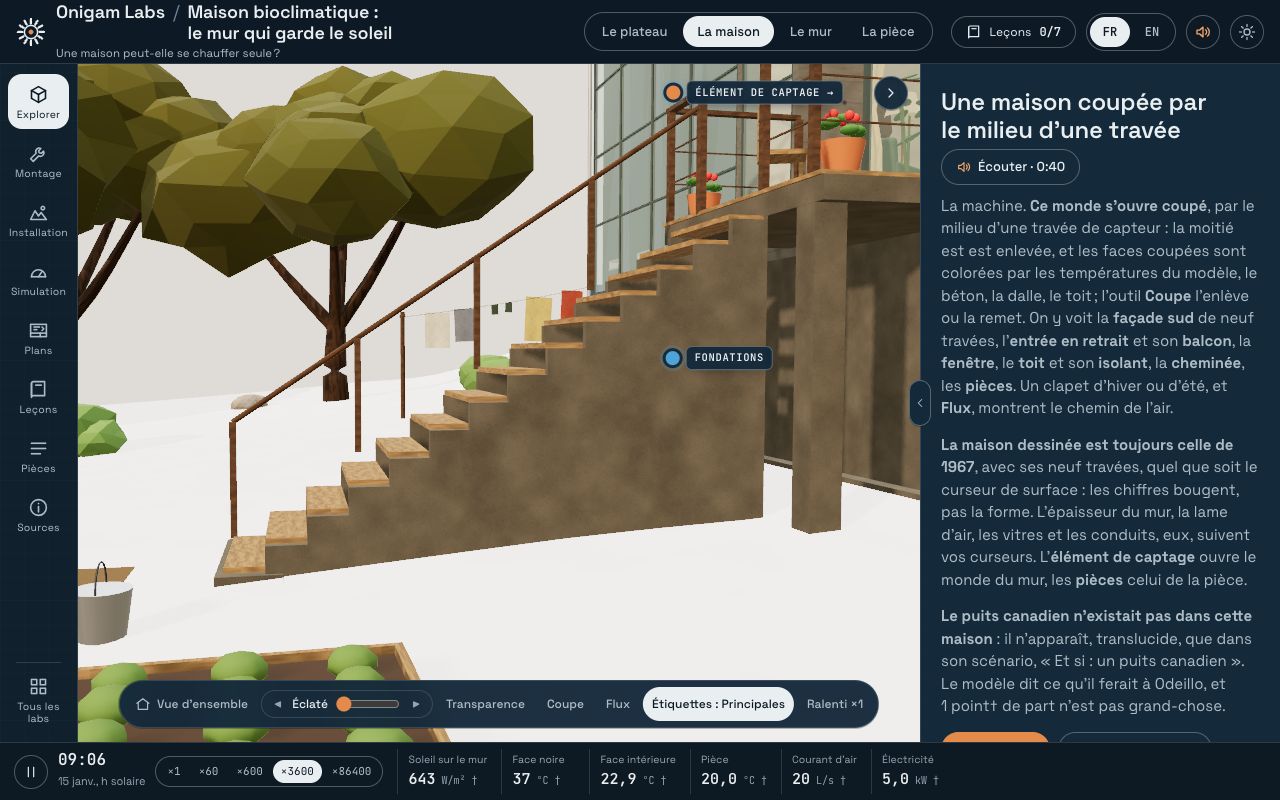 Onigam Labs / Maison bioclimatique :
le mur qui garde le soleil
Une maison peut-elle se chauffer seule ?
Le plateau
La maison
Le mur
La pièce
Leçons 0/7
FR
EN
Explorer
Montage
Installation
Simulation
Plans
Leçons
Pièces
Sources
Tous les
labs
ÉLÉMENT DE CAPTAGE →
FONDATIONS
Vue d'ensemble
◄ Éclaté ►
Transparence
Coupe
Flux
Étiquettes : Principales
Ralenti ×1
Une maison coupée par
le milieu d'une travée
Écouter · 0:40
La machine. Ce monde s'ouvre coupé, par le
milieu d'une travée de capteur : la moitié
est est enlevée, et les faces coupées sont
colorées par les températures du modèle, le
béton, la dalle, le toit ; l'outil Coupe l'enlève
ou la remet. On y voit la façade sud de neuf
travées, l'entrée en retrait et son balcon, la
fenêtre, le toit et son isolant, la cheminée,
les pièces. Un clapet d'hiver ou d'été, et
Flux, montrent le chemin de l'air.
La maison dessinée est toujours celle de
1967, avec ses neuf travées, quel que soit le
curseur de surface : les chiffres bougent,
pas la forme. L'épaisseur du mur, la lame
d'air, les vitres et les conduits, eux, suivent
vos curseurs. L'élément de captage ouvre le
monde du mur, les pièces celui de la pièce.
Le puits canadien n'existait pas dans cette
maison : il n'apparaît, translucide, que dans
son scénario, « Et si : un puits canadien ».
Le modèle dit ce qu'il ferait à Odeillo, et
1 point† de part n'est pas grand-chose.
09:06
15 janv., h solaire
×1
×60
×600
×3600
×86400
Soleil sur le mur
643 W/m² †
Face noire
37 °C †
Face intérieure
22,9 °C †
Pièce
20,0 °C †
Courant d'air
20 L/s †
Électricité
5,0 kW †